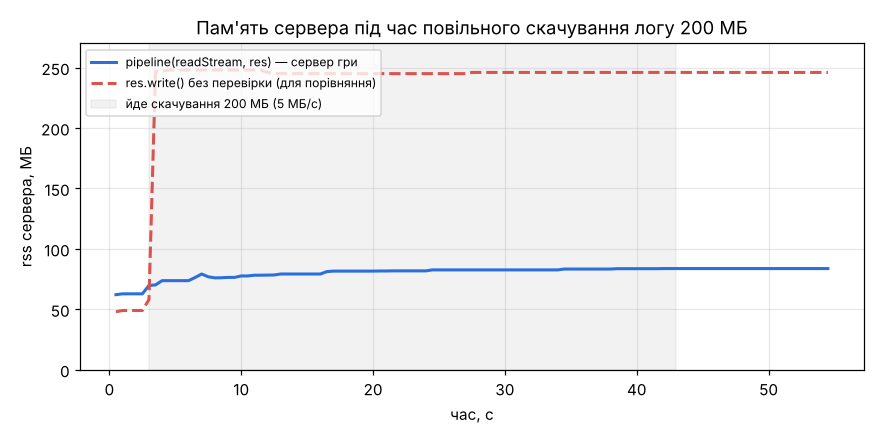 Пам'ять сервера під час повільного скачування логу 200 МБ
pipeline(readStream, res) — сервер гри
res.write() без перевірки (для порівняння)
йде скачування 200 МБ (5 МБ/с)
rss сервера, МБ
250
200
150
100
50
0
0 10 20 30 40 50
час, с